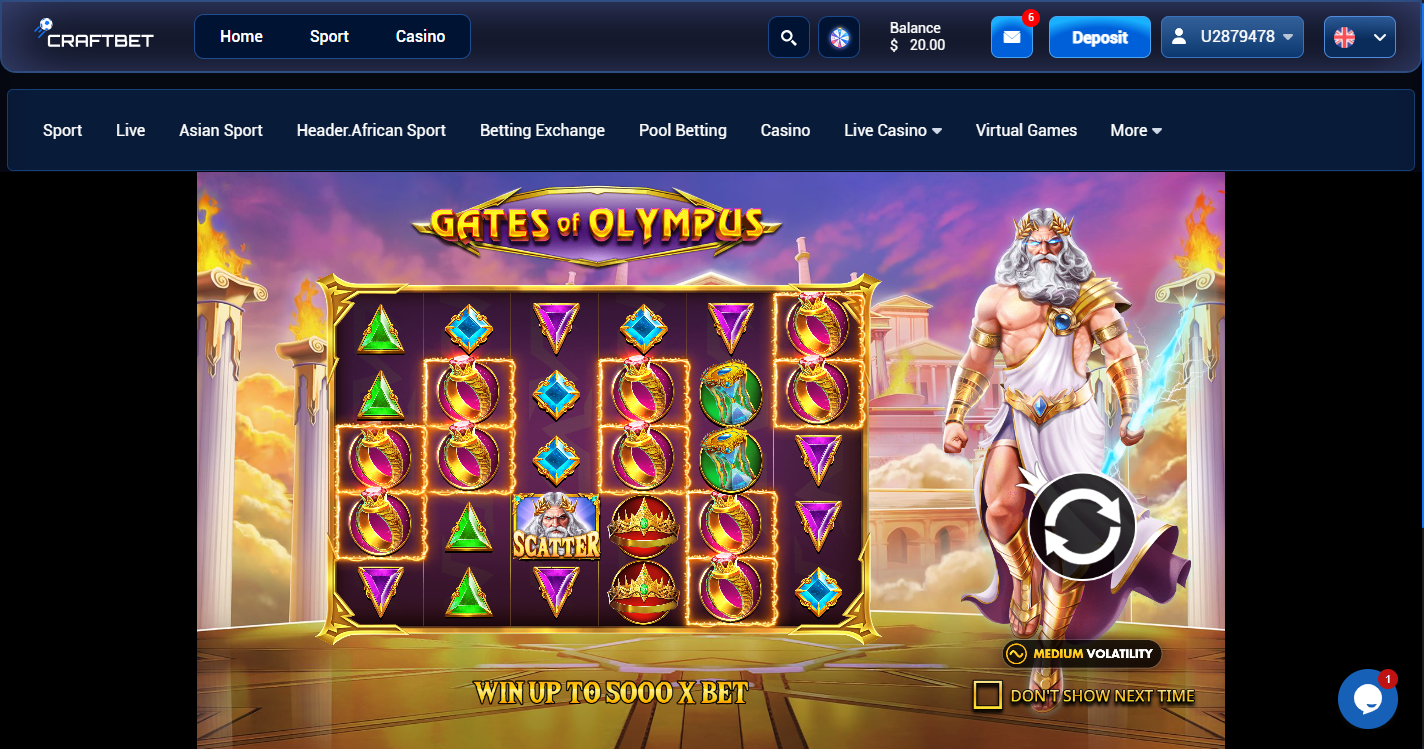 CRAFTBET
Home Sport Casino
Balance
$ 20.00
6
Deposit
U2879478
Sport Live Asian Sport Header.African Sport Betting Exchange Pool Betting Casino Live Casino Virtual Games More
GATES OF OLYMPUS
SCATTER
MEDIUM VOLATILITY
WIN UP TO 5000 X BET
DON'T SHOW NEXT TIME
1